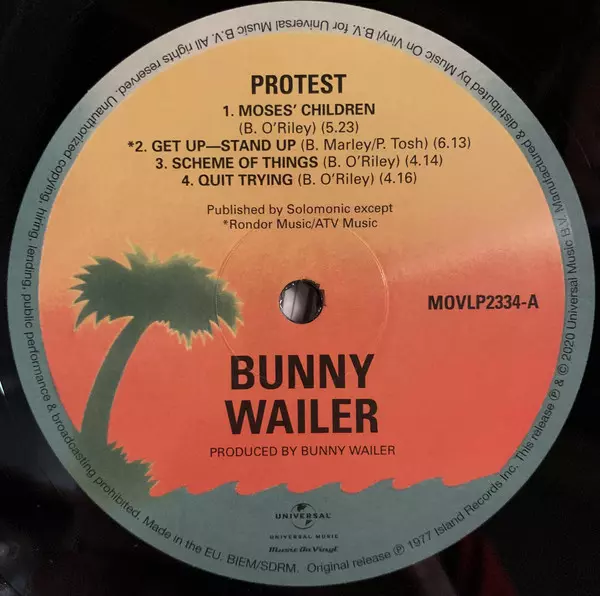 PROTEST
1. MOSES' CHILDREN
(B. O'Riley) (5.23)
*2. GET UP—STAND UP (B. Marley/P. Tosh) (6.13)
3. SCHEME OF THINGS (B. O'Riley) (4.14)
4. QUIT TRYING (B. O'Riley) (4.16)
Published by Solomonic except
*Rondor Music/ATV Music
MOVLP2334-A
BUNNY
WAILER
PRODUCED BY BUNNY WAILER
UNIVERSAL
UNIVERSAL MUSIC
Music On Vinyl
Original release ℗ 1977 Island Records Inc. This release ℗ & © 2020 Universal Music B.V. Manufactured & distributed by Music On Vinyl B.V. for Universal Music B.V. All rights reserved. Unauthorized copying, hiring, lending, public performance & broadcasting prohibited. Made in the EU. BIEM/SDRM.